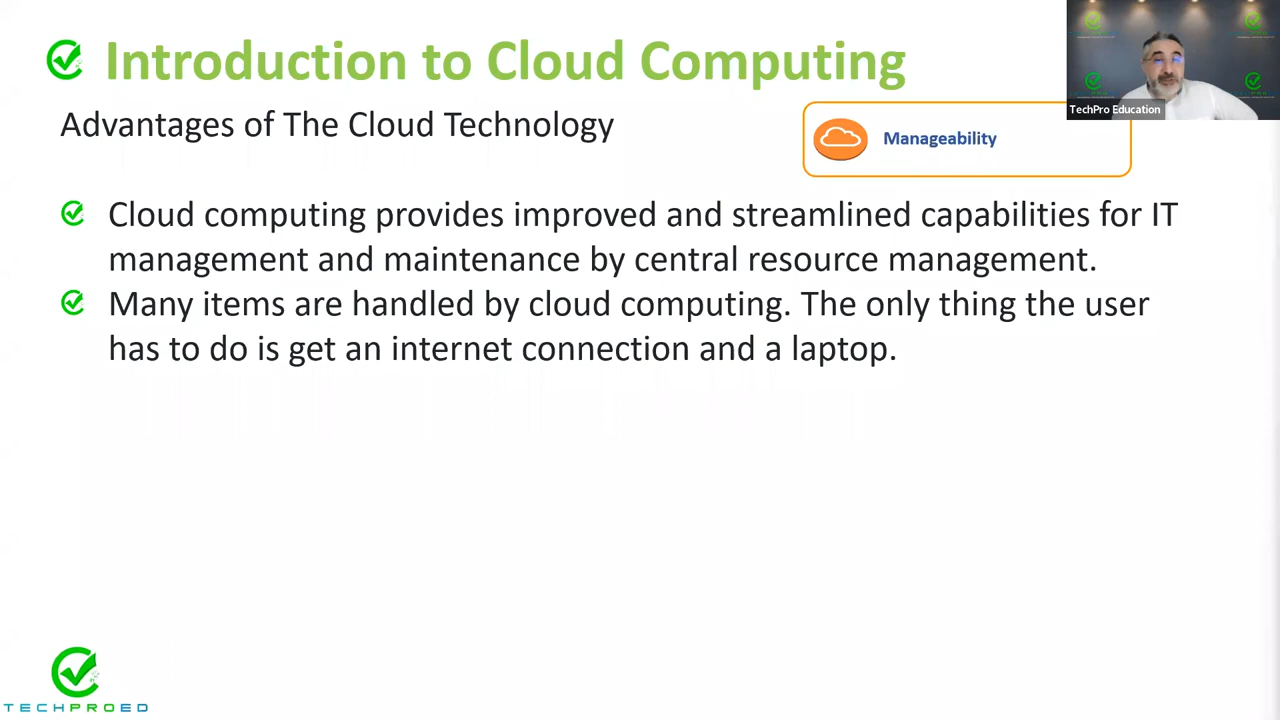 Introduction to Cloud Computing
Advantages of The Cloud Technology
Manageability
TechPro Education
Cloud computing provides improved and streamlined capabilities for IT
management and maintenance by central resource management.
Many items are handled by cloud computing. The only thing the user
has to do is get an internet connection and a laptop.
TECHPROED